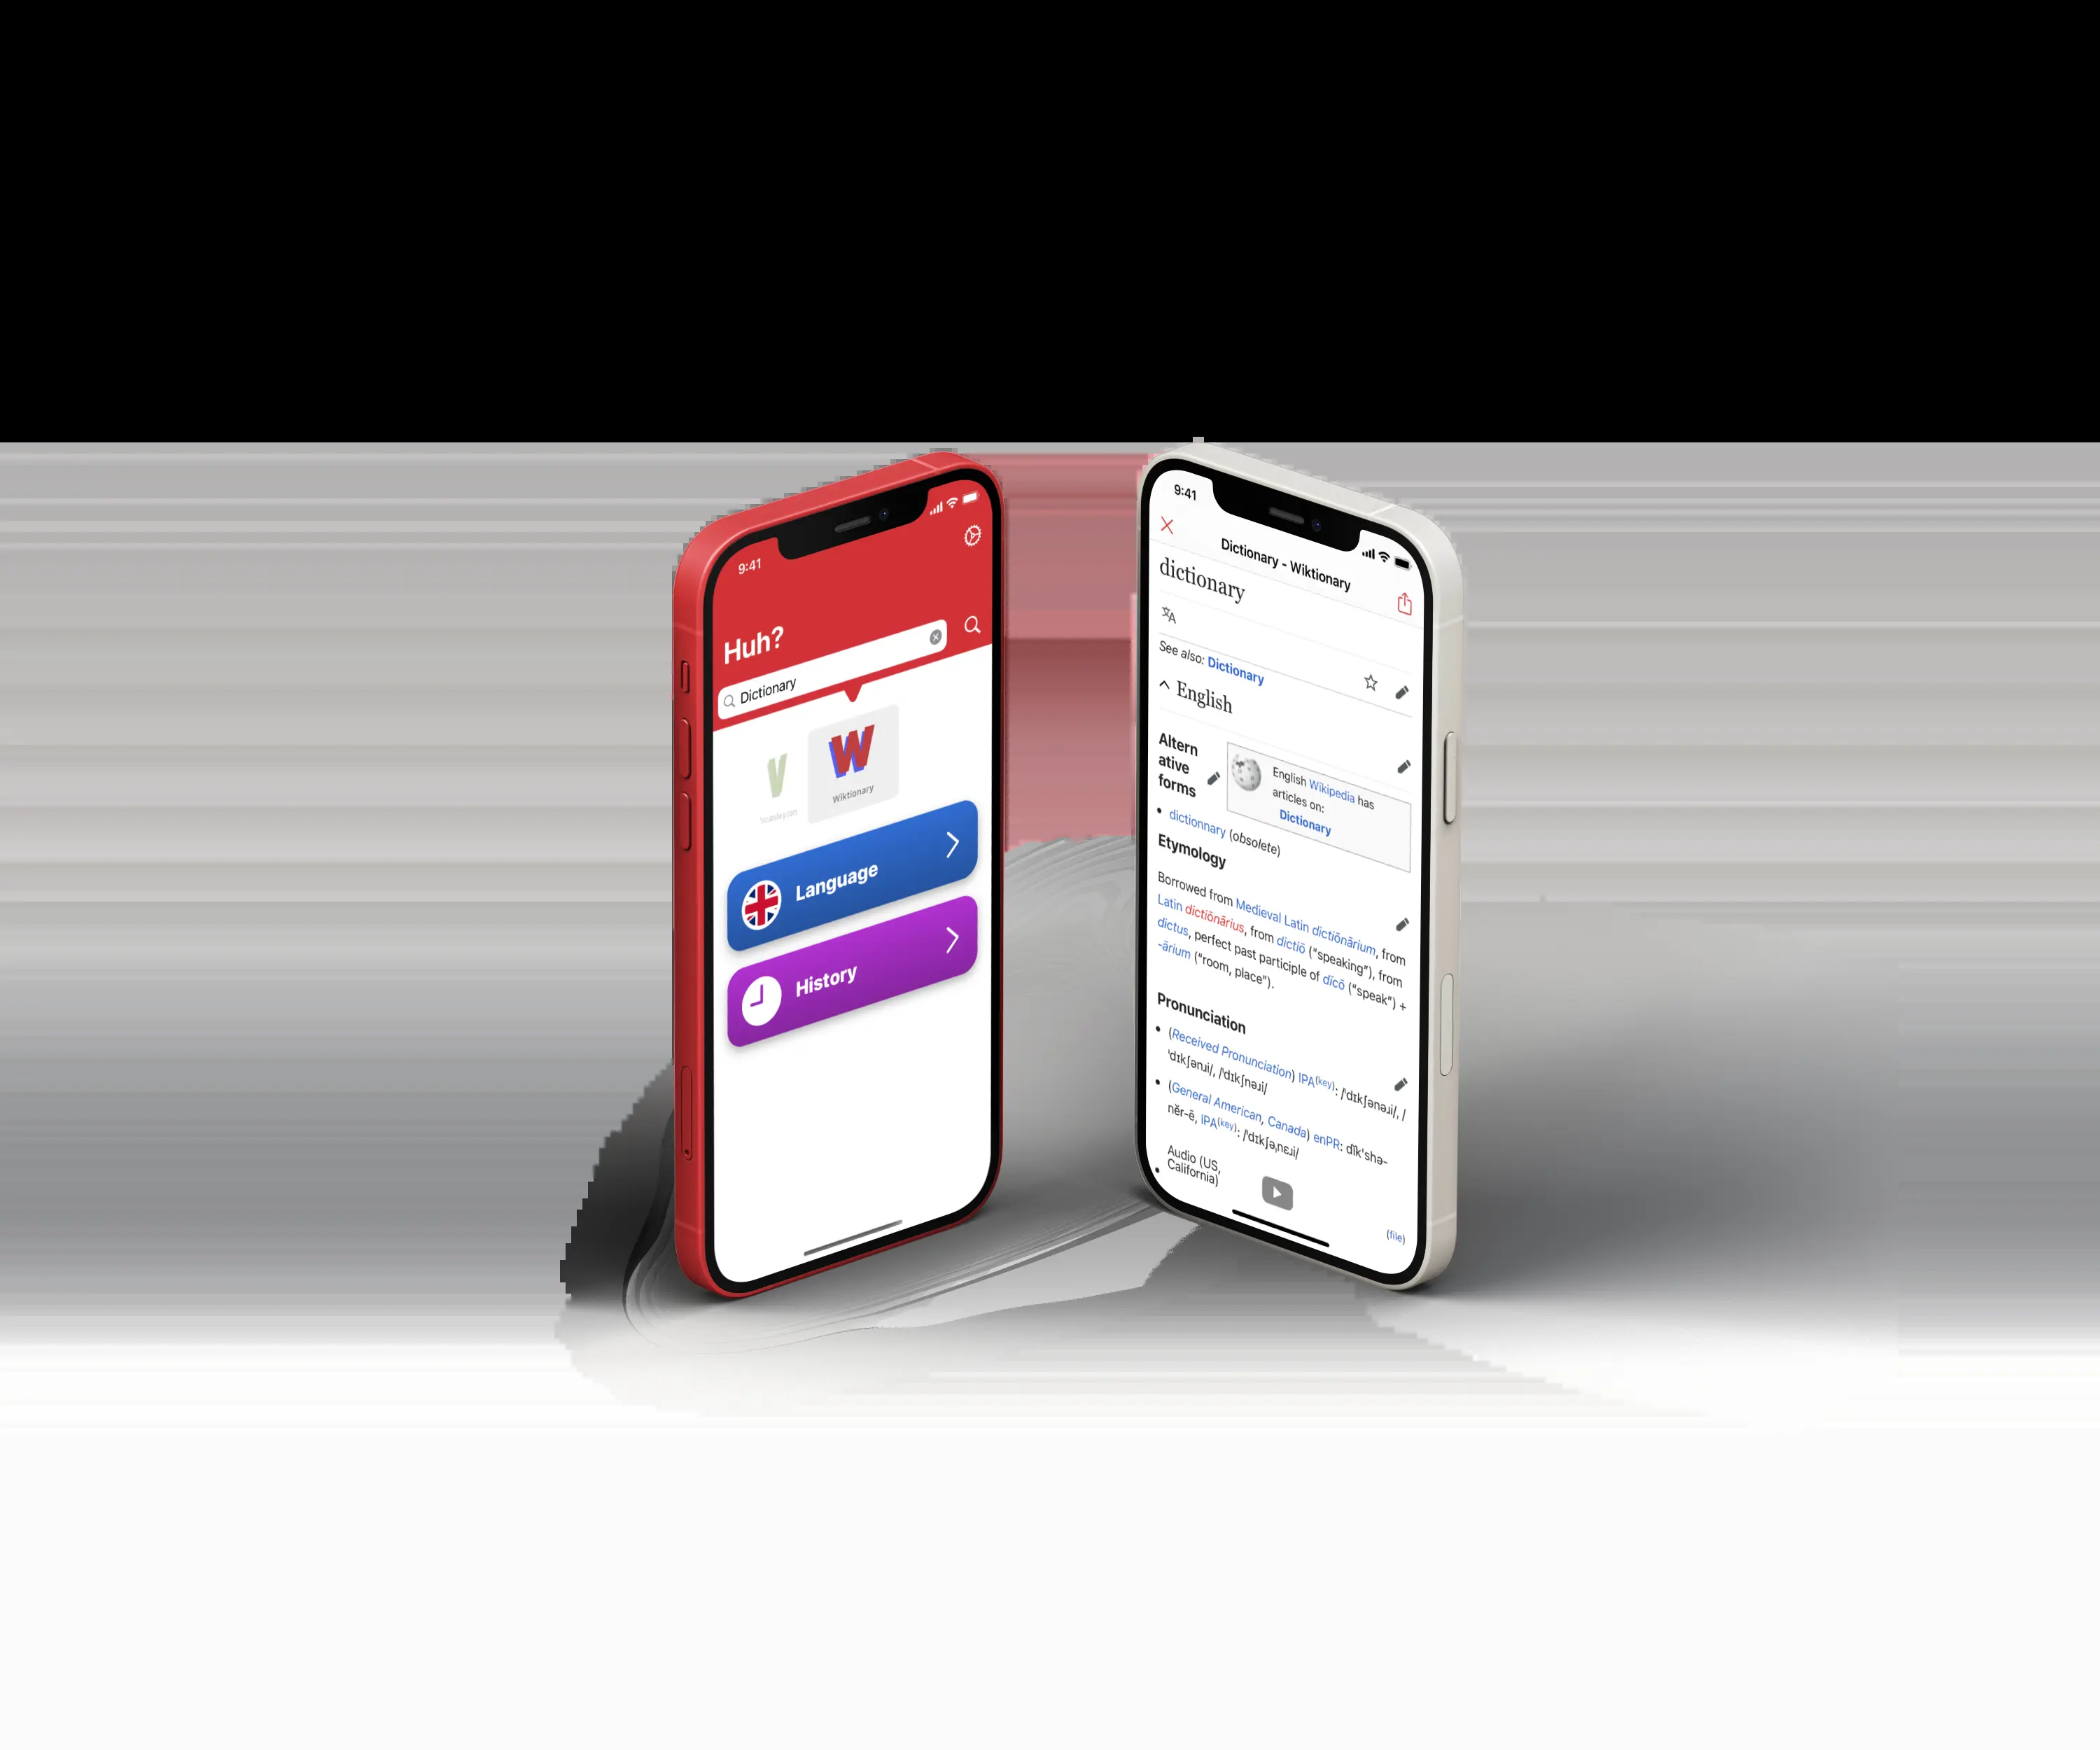 9:41
Huh?
Dictionary
V
Vocabulary.com
W
Wiktionary
Language
History
9:41
Dictionary - Wiktionary
dictionary
See also: Dictionary
English
Altern
ative
forms
English Wikipedia has
articles on:
Dictionary
dictionnary (obsolete)
Etymology
Borrowed from Medieval Latin dictiōnārium, from
Latin dictiōnārius, from dictiō (“speaking”), from
dictus, perfect past participle of dīcō (“speak”) +
-ārium (“room, place”).
Pronunciation
(Received Pronunciation) IPA(key): /ˈdɪkʃənəɹi/, /
ˈdɪkʃənɹi/, /ˈdɪkʃnəɹi/
(General American, Canada) enPR: dĭk'shə-
nĕr-ē, IPA(key): /ˈdɪkʃəˌnɛɹi/
Audio (US,
California)
(file)